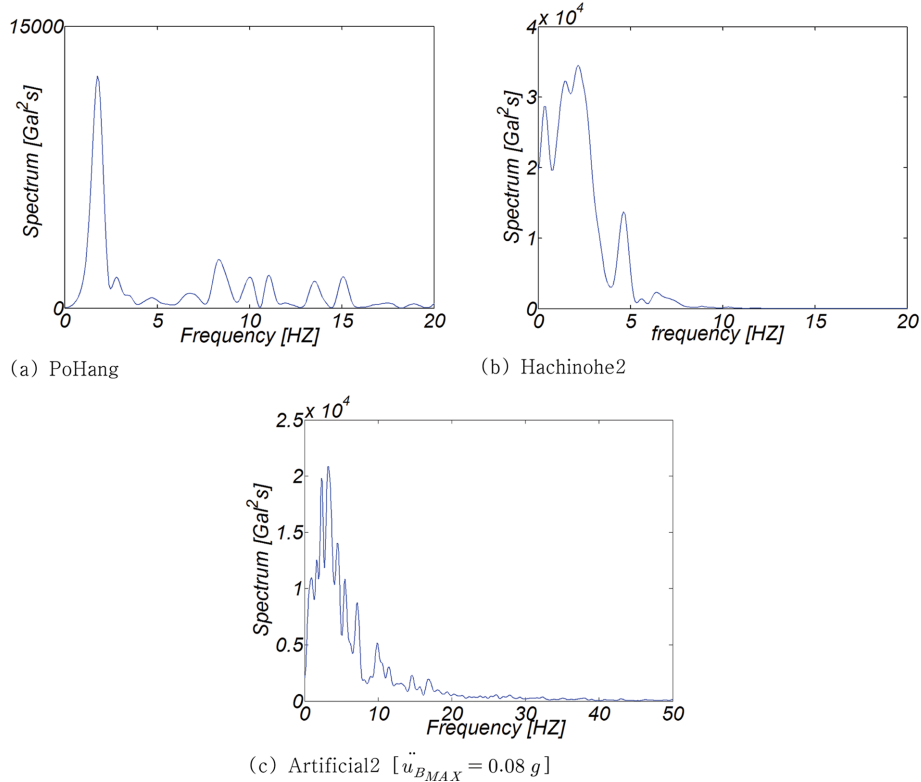 15000
Spectrum [Gal²s]
0
0 5 10 15 20
Frequency [HZ]
(a) PoHang
x 10⁴
4
3
2
1
0
Spectrum [Gal²s]
0 5 10 15 20
frequency [HZ]
(b) Hachinohe2
x 10⁴
2.5
2
1.5
1
0.5
0
Spectrum [Gal²s]
0 10 20 30 40 50
Frequency [HZ]
(c) Artificial2 [ü_{B_{MAX}} = 0.08 g]